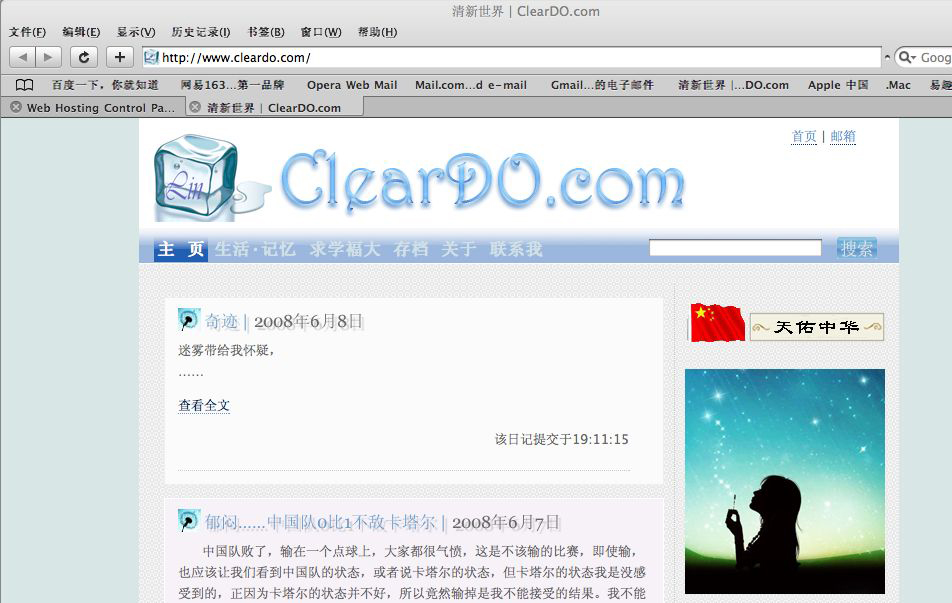 清新世界 | ClearDO.com
文件(F) 编辑(E) 显示(V) 历史记录(I) 书签(B) 窗口(W) 帮助(H)
http://www.cleardo.com/
Goog
百度一下，你就知道 网易163...第一品牌 Opera Web Mail Mail.com...d e-mail Gmail...的电子邮件 清新世界 |...DO.com Apple 中国 .Mac 易趣
Web Hosting Control Pa... 清新世界 | ClearDO.com
首页 | 邮箱
Lin ClearDO.com
主 页 生活·记忆 求学福大 存档 关于 联系我 搜索
奇迹 | 2008年6月8日
迷雾带给我怀疑，
......
查看全文
该日记提交于19:11:15
天佑中华
郁闷......中国队0比1不敌卡塔尔 | 2008年6月7日
中国队败了，输在一个点球上，大家都很气愤，这是不该输的比赛，即使输，
也应该让我们看到中国队的状态，或者说卡塔尔的状态，但卡塔尔的状态我是没感
受到的，正因为卡塔尔的状态并不好，所以竟然输掉是我不能接受的结果。我不能